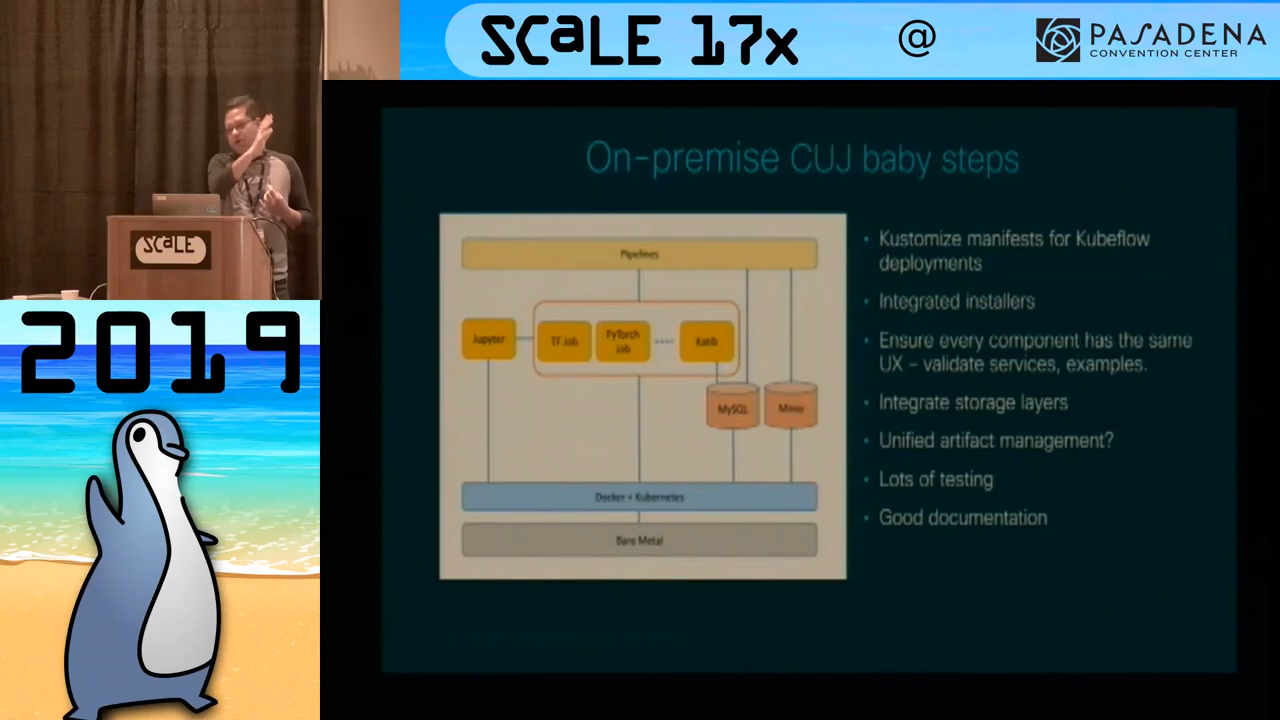 SCaLE 17x
@
PASADENA
CONVENTION CENTER
SCaLE
2019
On-premise CUJ baby steps
Pipelines
Jupyter
TF Job
PyTorch
Job
Katib
MySQL
Minio
Docker + Kubernetes
Bare Metal
• Kustomize manifests for Kubeflow
deployments
• Integrated installers
• Ensure every component has the same
UX – validate services, examples.
• Integrate storage layers
• Unified artifact management?
• Lots of testing
• Good documentation